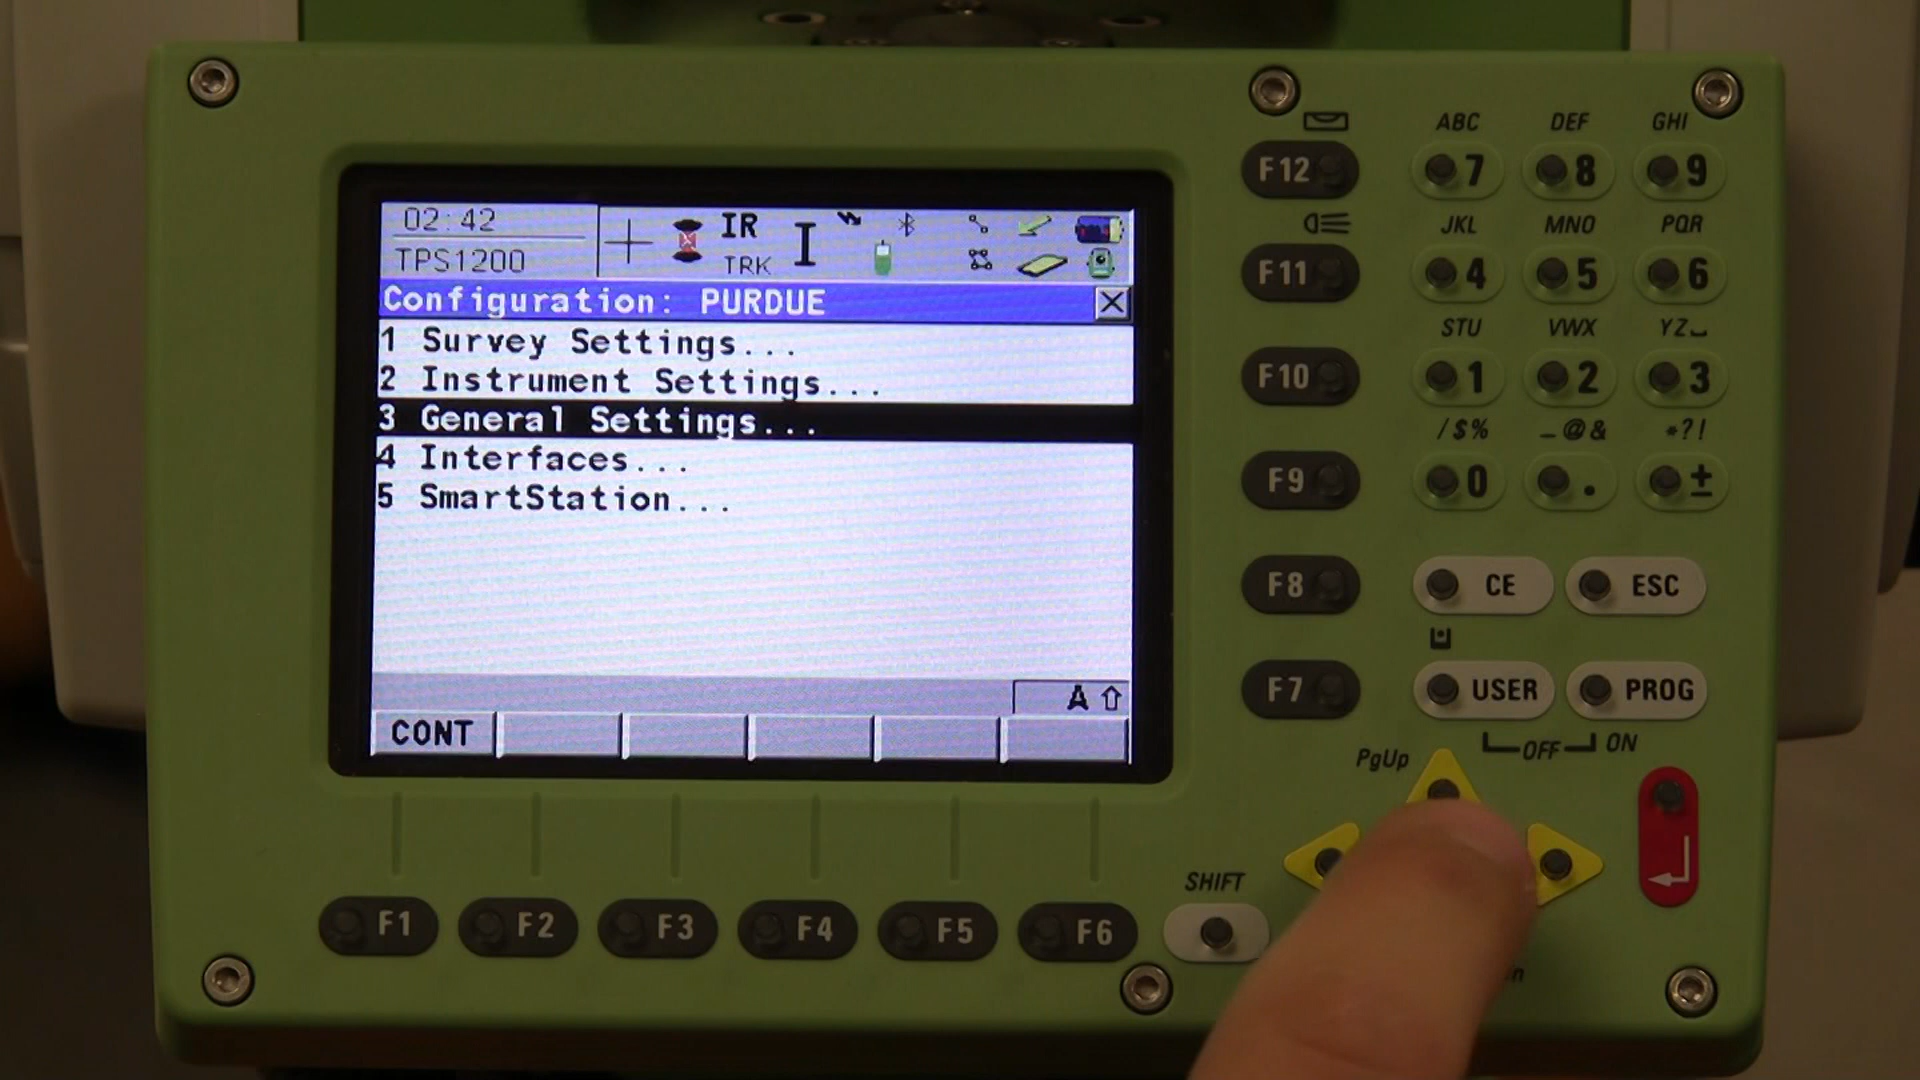 02:42
TPS1200
IR
TRK
I
Configuration: PURDUE
X
1 Survey Settings...
2 Instrument Settings...
3 General Settings...
4 Interfaces...
5 SmartStation...
A
CONT
F1 F2 F3 F4 F5 F6
SHIFT
F12
F11
F10
F9
F8
F7
ABC DEF GHI
7 8 9
JKL MNO PQR
4 5 6
STU VWX YZ␣
1 2 3
/$% _@& *?!
0 . ±
CE ESC
USER PROG
OFF ON
PgUp